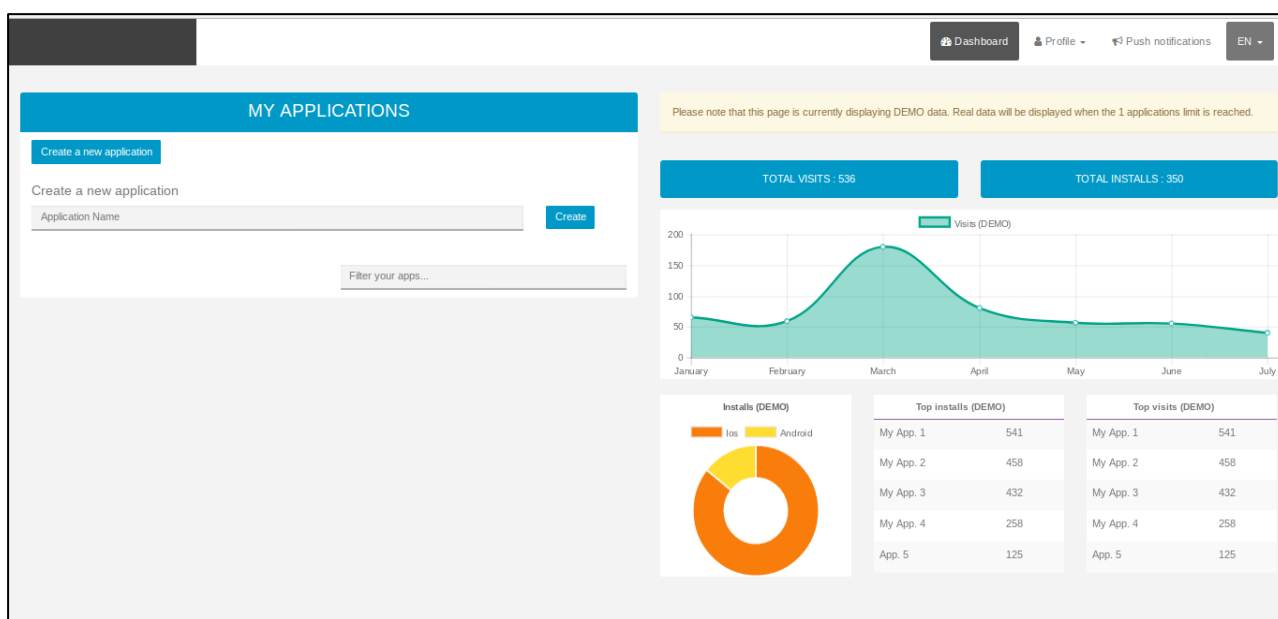 Dashboard Profile Push notifications EN
MY APPLICATIONS
Create a new application
Create a new application
Application Name Create
Filter your apps...
Please note that this page is currently displaying DEMO data. Real data will be displayed when the 1 applications limit is reached.
TOTAL VISITS : 536 TOTAL INSTALLS : 350
Visits (DEMO)
200
150
100
50
0
January February March April May June July
Installs (DEMO)
Ios Android
Top installs (DEMO)
My App. 1 541
My App. 2 458
My App. 3 432
My App. 4 258
App. 5 125
Top visits (DEMO)
My App. 1 541
My App. 2 458
My App. 3 432
My App. 4 258
App. 5 125